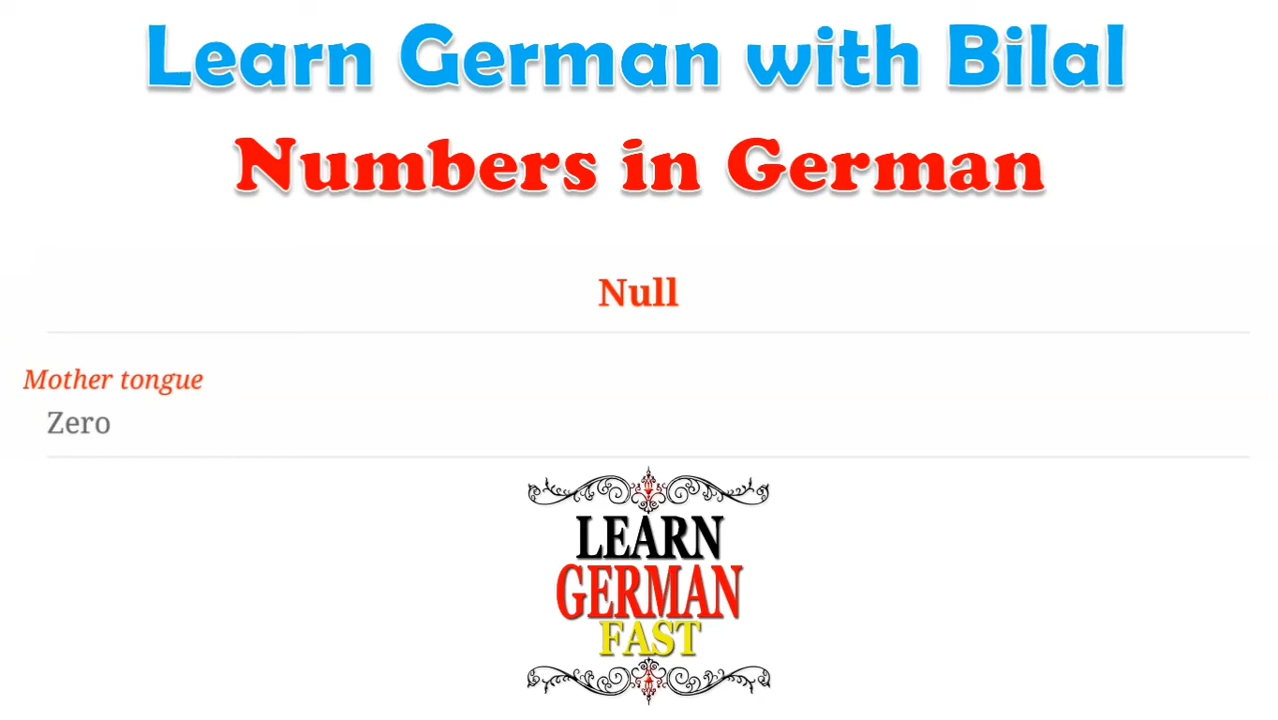 Learn German with Bilal
Numbers in German
Null
Mother tongue
Zero
LEARN
GERMAN
FAST